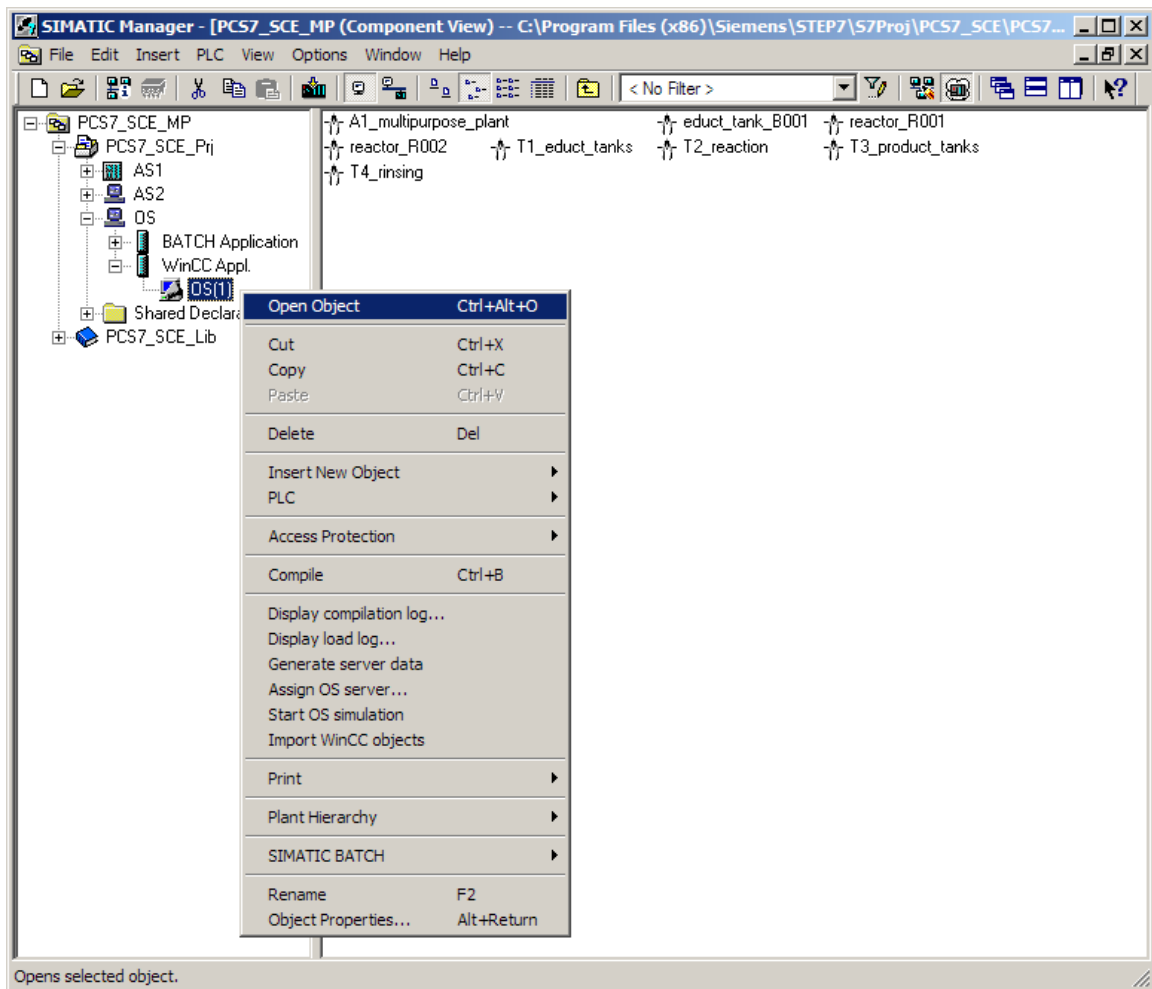 SIMATIC Manager - [PCS7_SCE_MP (Component View) -- C:\Program Files (x86)\Siemens\STEP7\S7Proj\PCS7_SCE\PCS7...
File Edit Insert PLC View Options Window Help
< No Filter >
PCS7_SCE_MP
PCS7_SCE_Prj
AS1
AS2
OS
BATCH Application
WinCC Appl.
OS(1)
Shared Declara
PCS7_SCE_Lib
A1_multipurpose_plant educt_tank_B001 reactor_R001
reactor_R002 T1_educt_tanks T2_reaction T3_product_tanks
T4_rinsing
Open Object Ctrl+Alt+O
Cut Ctrl+X
Copy Ctrl+C
Paste Ctrl+V
Delete Del
Insert New Object
PLC
Access Protection
Compile Ctrl+B
Display compilation log...
Display load log...
Generate server data
Assign OS server...
Start OS simulation
Import WinCC objects
Print
Plant Hierarchy
SIMATIC BATCH
Rename F2
Object Properties... Alt+Return
Opens selected object.